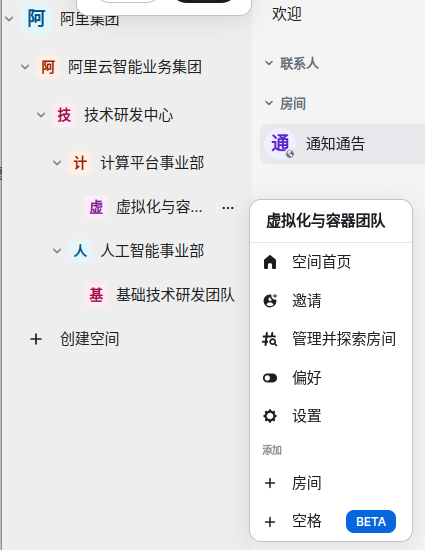 阿 阿里集团
阿 阿里云智能业务集团
技 技术研发中心
计 计算平台事业部
虚 虚拟化与容... ...
人 人工智能事业部
基 基础技术研发团队
+ 创建空间
欢迎
联系人
房间
通 通知通告
虚拟化与容器团队
空间首页
邀请
管理并探索房间
偏好
设置
添加
+ 房间
+ 空格 BETA